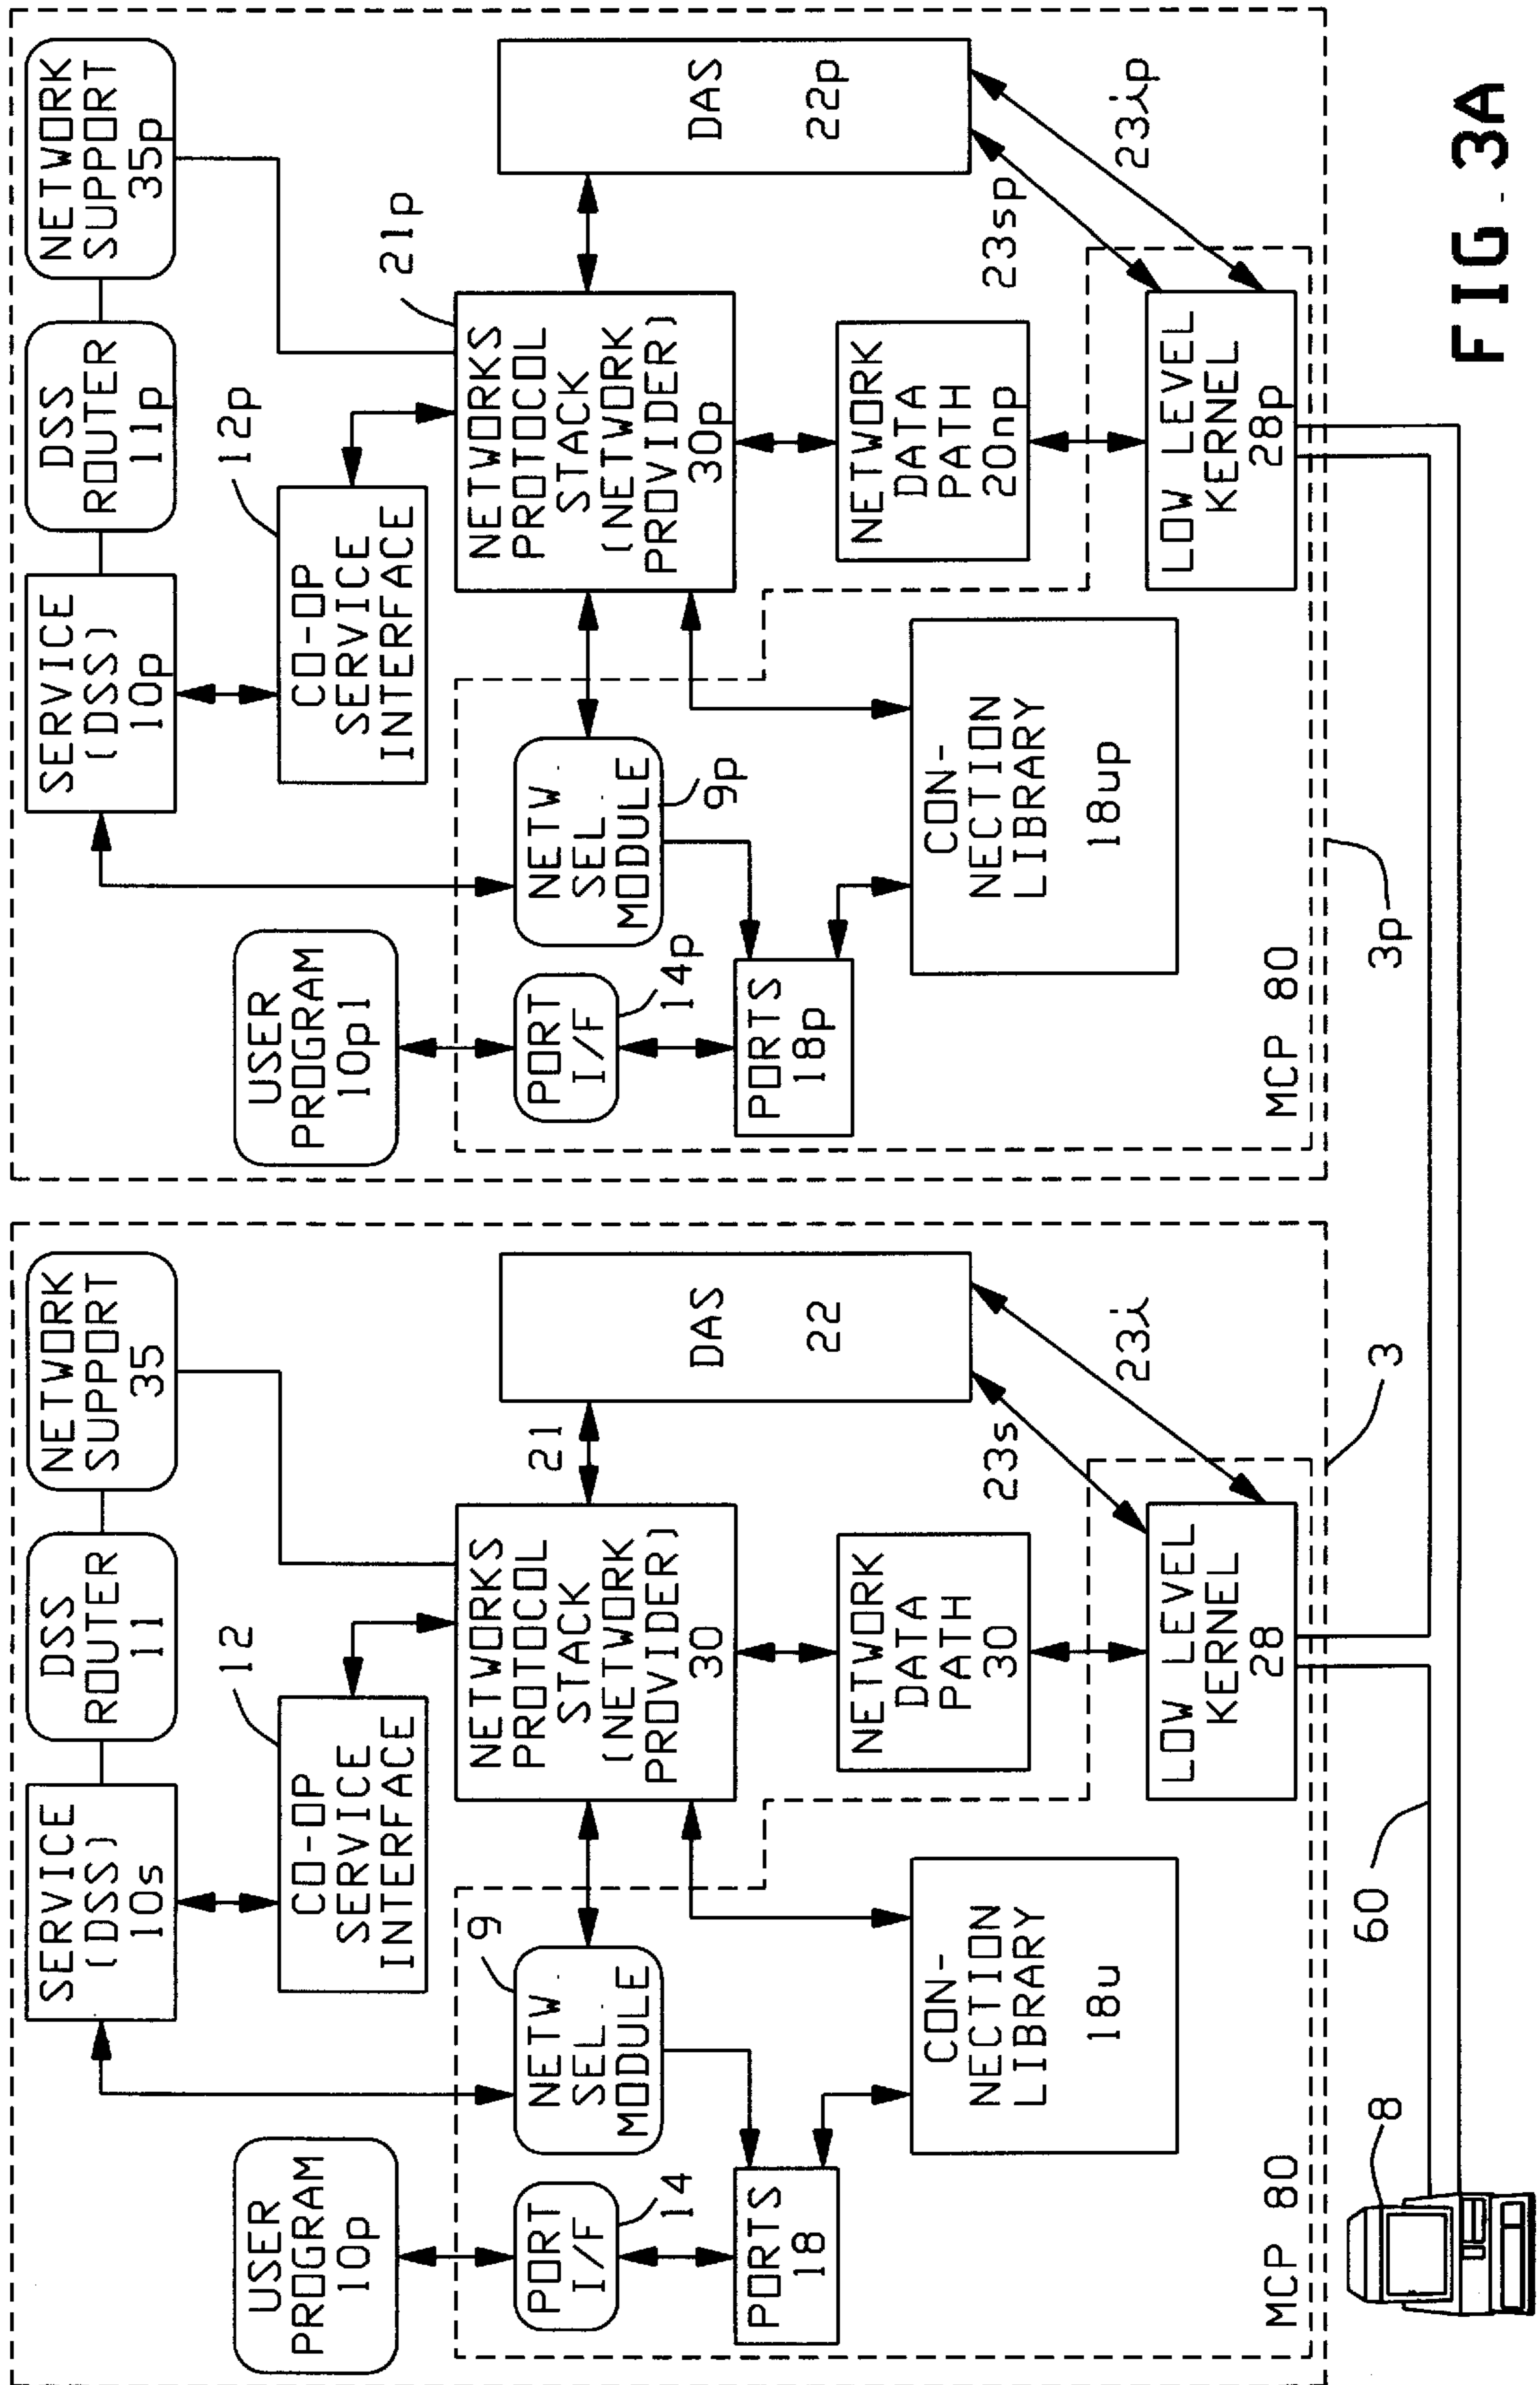 USER
PROGRAM
10p
SERVICE
(DSS)
10s
DSS
ROUTER
11
NETWORK
SUPPORT
35
CO-OP
SERVICE
INTERFACE
12
PORT
I/F
14
NETW.
SEL.
MODULE
9
NETWORKS
PROTOCOL
STACK
(NETWORK
PROVIDER)
30
21
DAS
22
PORTS
18
CON-
NECTION
LIBRARY
18u
NETWORK
DATA
PATH
30
23s
23i
LOW LEVEL
KERNEL
28
MCP 80
3
8
60
USER
PROGRAM
10p1
SERVICE
(DSS)
10p
DSS
ROUTER
11p
NETWORK
SUPPORT
35p
CO-OP
SERVICE
INTERFACE
12p
PORT
I/F
14p
NETW.
SEL.
MODULE
9p
NETWORKS
PROTOCOL
STACK
(NETWORK
PROVIDER)
30p
21p
DAS
22p
PORTS
18p
CON-
NECTION
LIBRARY
18up
NETWORK
DATA
PATH
20np
23sp
23ip
LOW LEVEL
KERNEL
28p
MCP 80
3p
FIG. 3A